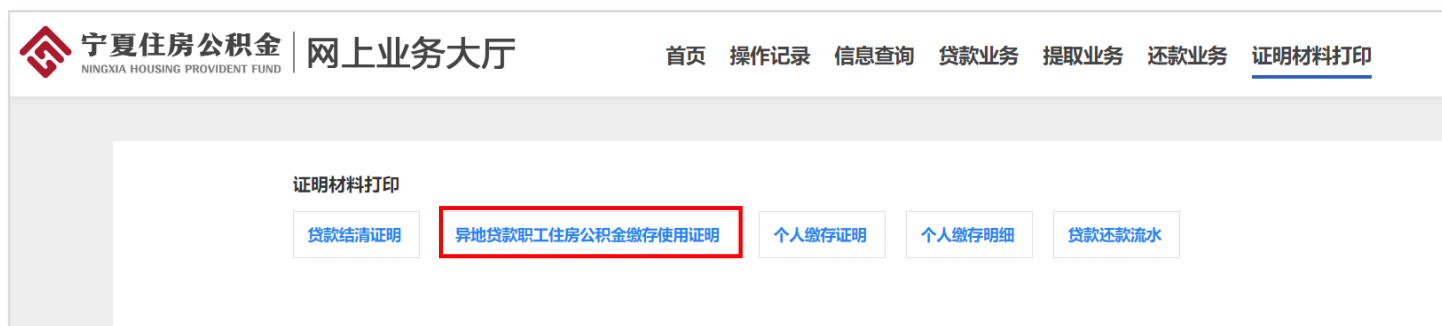 宁夏住房公积金
NINGXIA HOUSING PROVIDENT FUND
网上业务大厅
首页 操作记录 信息查询 贷款业务 提取业务 还款业务 证明材料打印
证明材料打印
贷款结清证明 异地贷款职工住房公积金缴存使用证明 个人缴存证明 个人缴存明细 贷款还款流水